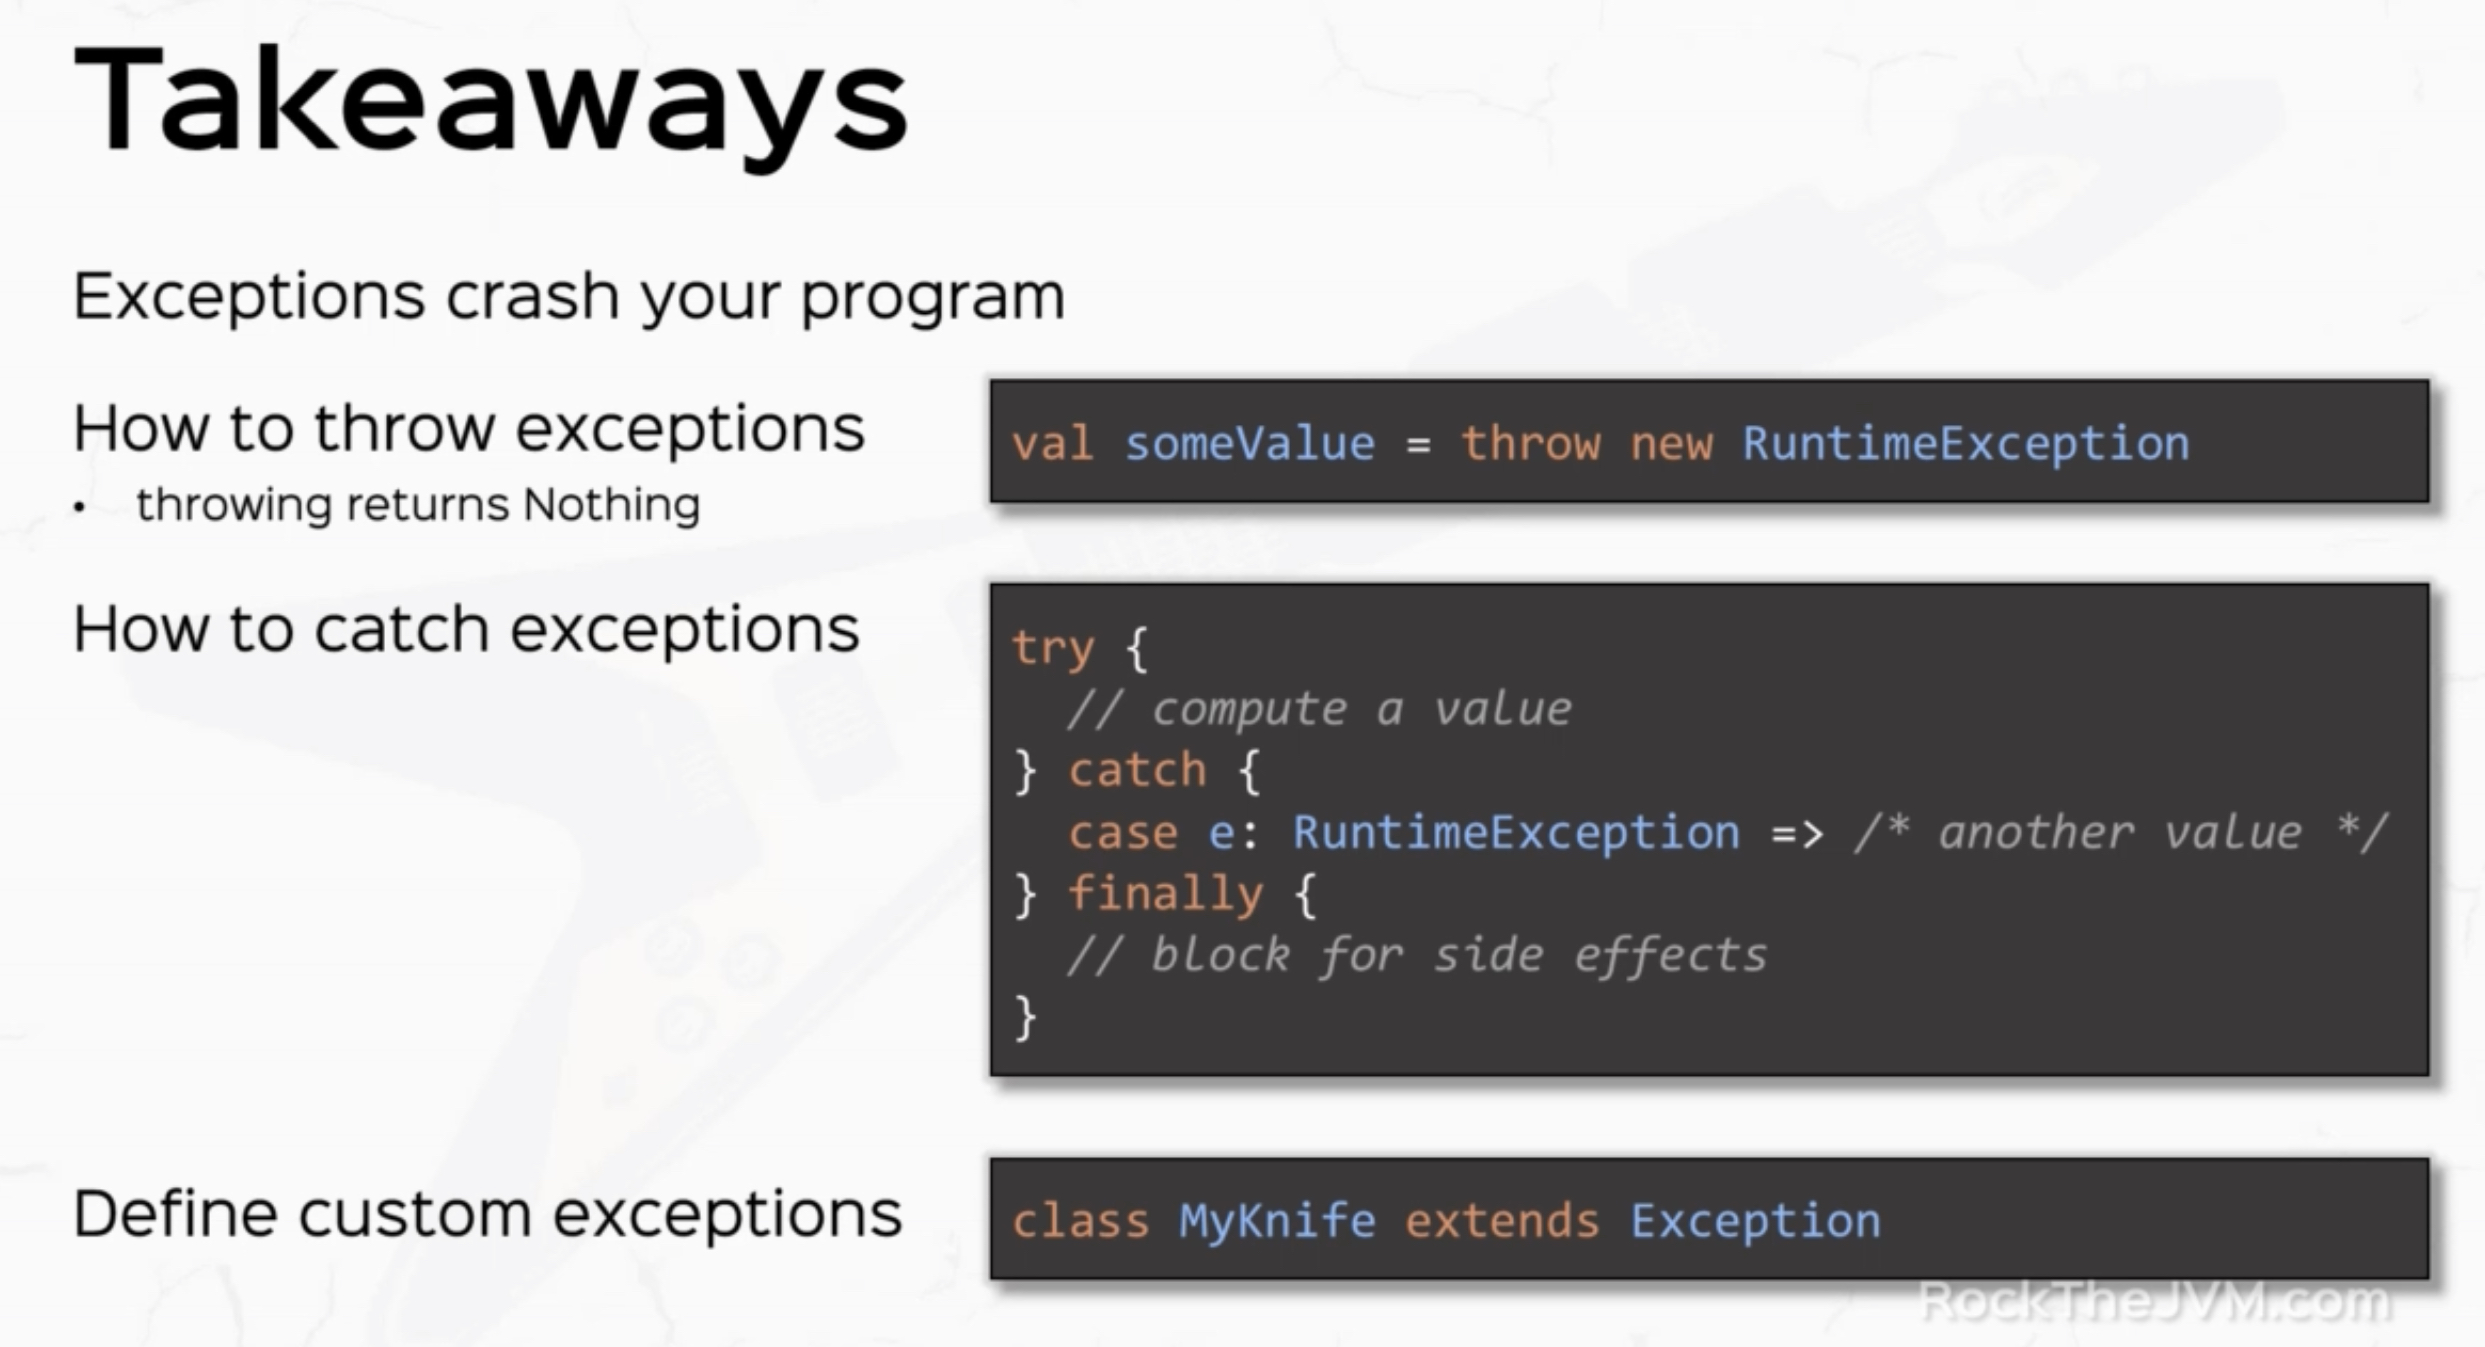 Takeaways
Exceptions crash your program
How to throw exceptions
• throwing returns Nothing
val someValue = throw new RuntimeException
How to catch exceptions
try {
  // compute a value
} catch {
  case e: RuntimeException => /* another value */
} finally {
  // block for side effects
}
Define custom exceptions
class MyKnife extends Exception
RockTheJVM.com